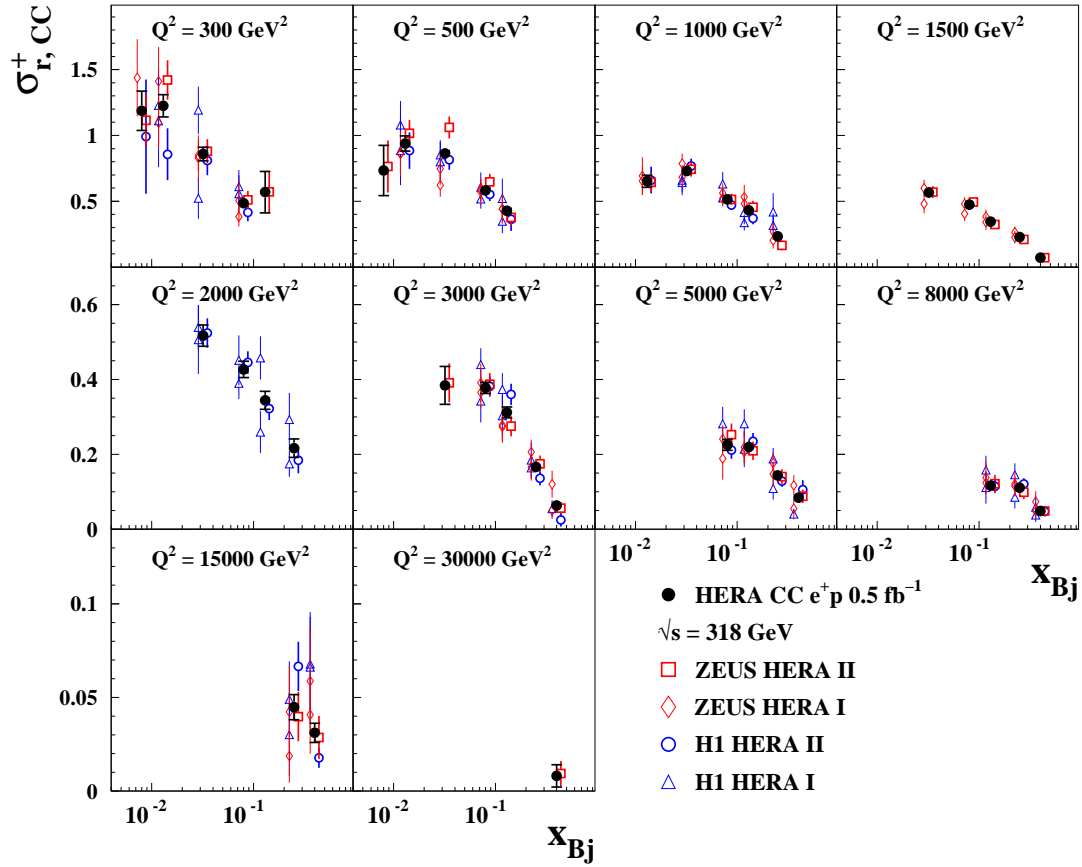 σ⁺r, CC
Q² = 300 GeV²
Q² = 500 GeV²
Q² = 1000 GeV²
Q² = 1500 GeV²
1.5
1
0.5
0
Q² = 2000 GeV²
Q² = 3000 GeV²
Q² = 5000 GeV²
Q² = 8000 GeV²
0.6
0.4
0.2
0
10⁻² 10⁻¹ 10⁻² 10⁻¹
xBj
Q² = 15000 GeV²
Q² = 30000 GeV²
0.1
0.05
0
10⁻² 10⁻¹ 10⁻² 10⁻¹
xBj
HERA CC e⁺p 0.5 fb⁻¹
√s = 318 GeV
ZEUS HERA II
ZEUS HERA I
H1 HERA II
H1 HERA I